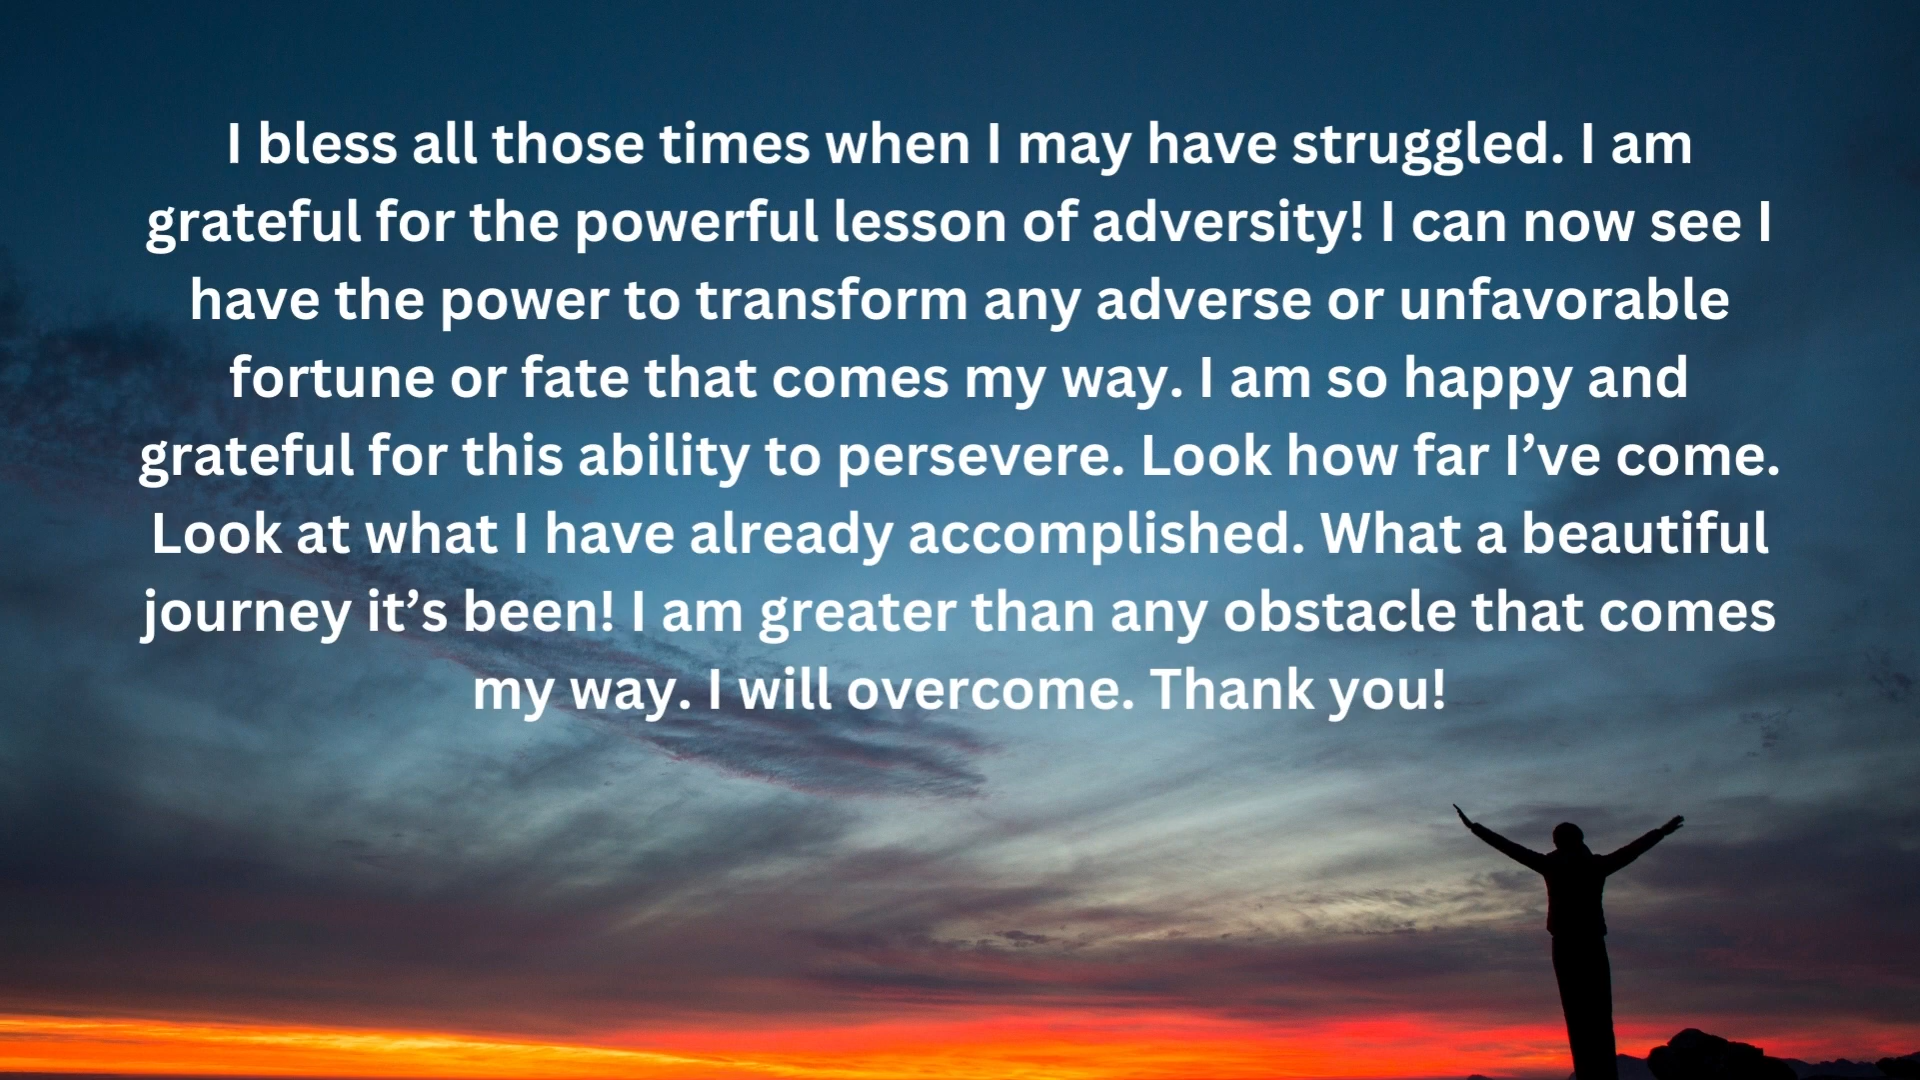 I bless all those times when I may have struggled. I am
grateful for the powerful lesson of adversity! I can now see I
have the power to transform any adverse or unfavorable
fortune or fate that comes my way. I am so happy and
grateful for this ability to persevere. Look how far I’ve come.
Look at what I have already accomplished. What a beautiful
journey it’s been! I am greater than any obstacle that comes
my way. I will overcome. Thank you!